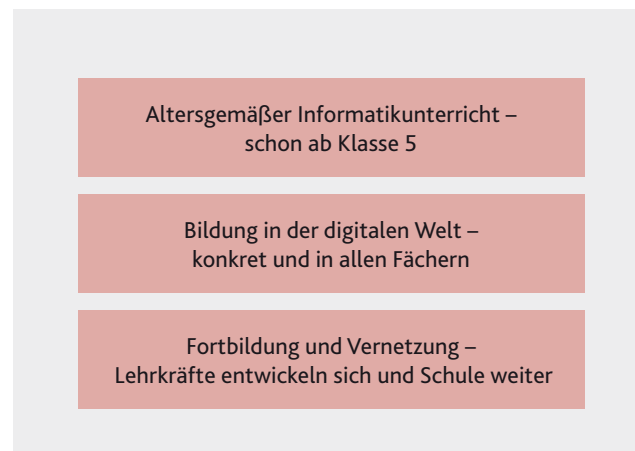 Altersgemäßer Informatikunterricht –
schon ab Klasse 5
Bildung in der digitalen Welt –
konkret und in allen Fächern
Fortbildung und Vernetzung –
Lehrkräfte entwickeln sich und Schule weiter